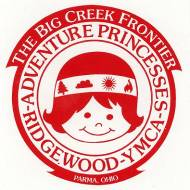 THE BIG CREEK FRONTIER
ADVENTURE PRINCESSES
RIDGEWOOD-YMCA
PARMA, OHIO